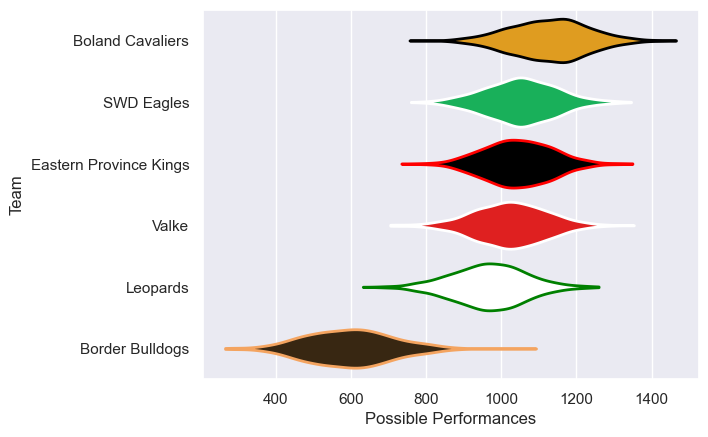 Boland Cavaliers
SWD Eagles
Eastern Province Kings
Valke
Leopards
Border Bulldogs
Team
400 600 800 1000 1200 1400
Possible Performances